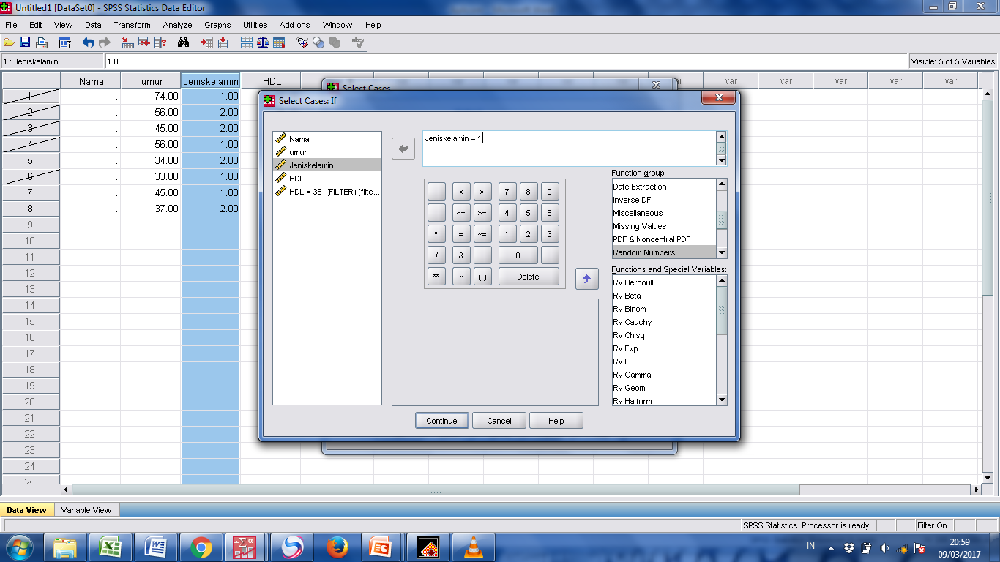 Untitled1 [DataSet0] - SPSS Statistics Data Editor
File Edit View Data Transform Analyze Graphs Utilities Add-ons Window Help
1 : Jeniskelamin 1.0 Visible: 5 of 5 Variables
Nama umur Jeniskelamin HDL var var var var var var
1 . 74.00 1.00
2 . 56.00 2.00
3 . 45.00 2.00
4 . 56.00 1.00
5 . 34.00 2.00
6 . 33.00 1.00
7 . 45.00 1.00
8 . 37.00 2.00
9
10
11
12
13
14
15
16
17
18
19
20
21
22
23
24
25
Select Cases
Select Cases: If
Nama
umur
Jeniskelamin
HDL
HDL < 35 (FILTER) [filte...
Jeniskelamin = 1
+ < > 7 8 9
- <= >= 4 5 6
* = ~= 1 2 3
/ & | 0 .
** ~ ( ) Delete
Function group:
Date Extraction
Inverse DF
Miscellaneous
Missing Values
PDF & Noncentral PDF
Random Numbers
Functions and Special Variables:
Rv.Bernoulli
Rv.Beta
Rv.Binom
Rv.Cauchy
Rv.Chisq
Rv.Exp
Rv.F
Rv.Gamma
Rv.Geom
Rv.Halfnrm
Continue Cancel Help
Data View Variable View
SPSS Statistics Processor is ready Filter On
IN 20:59
09/03/2017